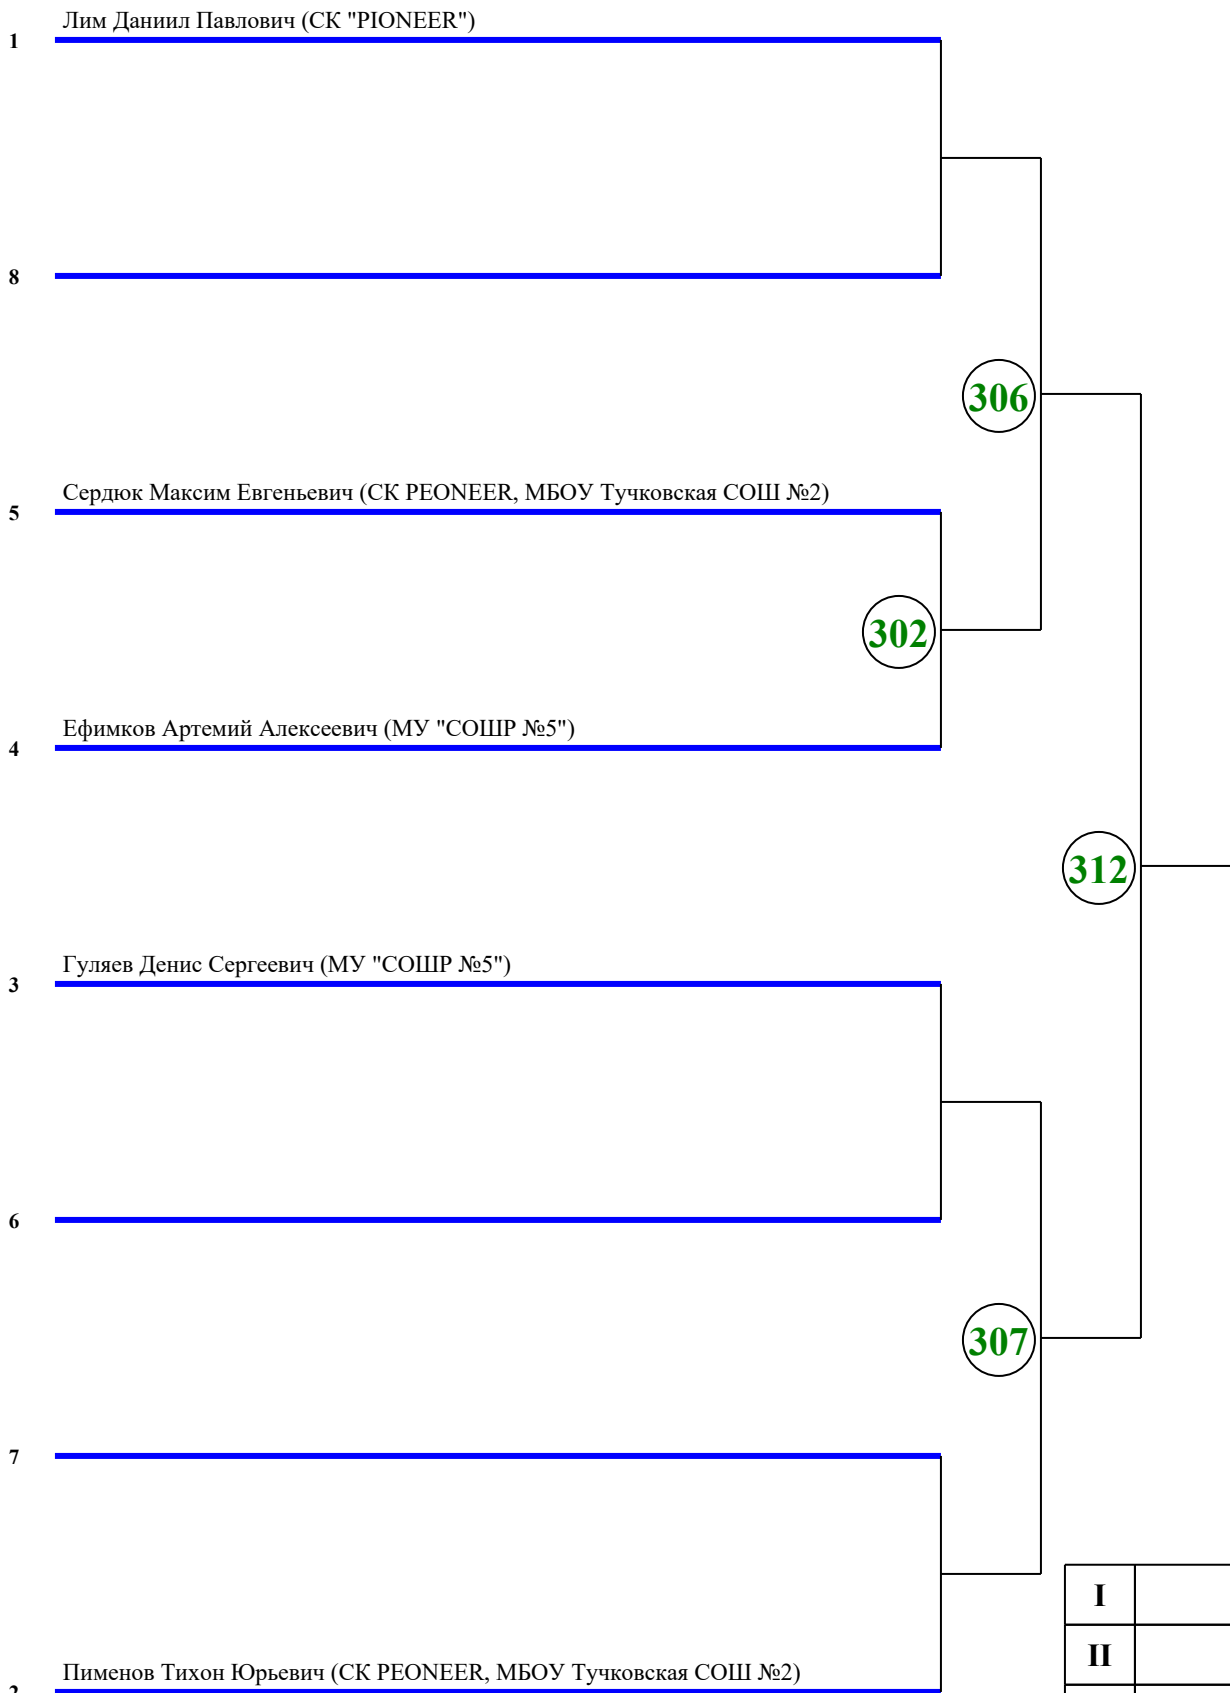 Лим Даниил Павлович (СК "PIONEER")
1
8
306
Сердюк Максим Евгеньевич (СК PEONEER, МБОУ Тучковская СОШ №2)
5
302
Ефимков Артемий Алексеевич (МУ "СОШР №5")
4
312
Гуляев Денис Сергеевич (МУ "СОШР №5")
3
6
307
7
I
II
Пименов Тихон Юрьевич (СК PEONEER, МБОУ Тучковская СОШ №2)
2